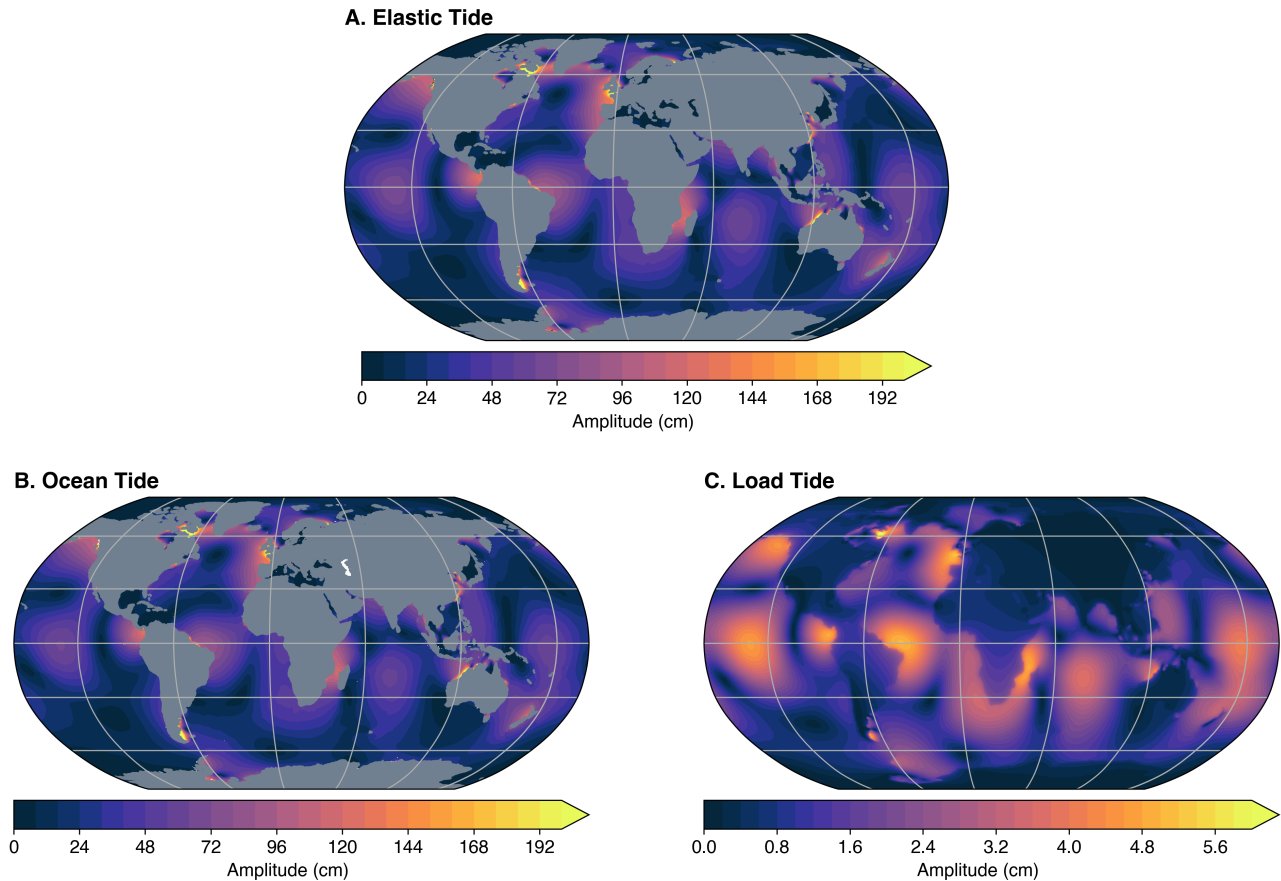 A. Elastic Tide
0 24 48 72 96 120 144 168 192
Amplitude (cm)
B. Ocean Tide
0 24 48 72 96 120 144 168 192
Amplitude (cm)
C. Load Tide
0.0 0.8 1.6 2.4 3.2 4.0 4.8 5.6
Amplitude (cm)